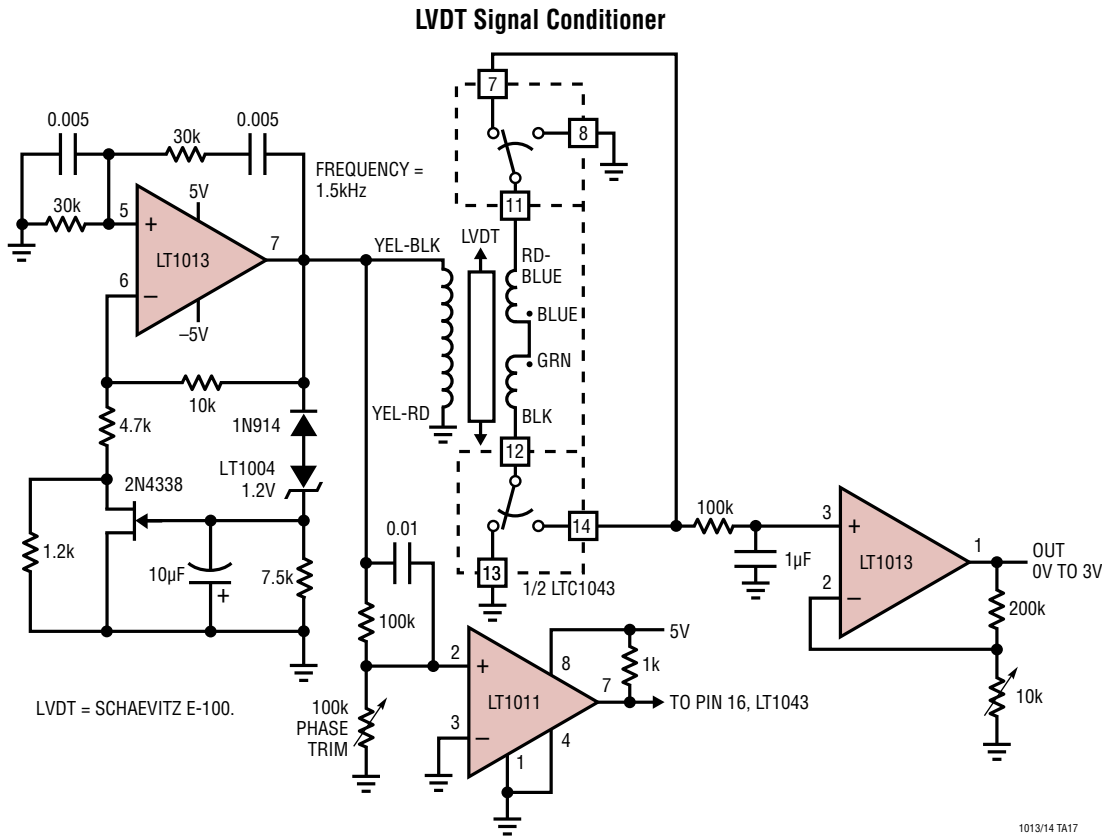 LVDT Signal Conditioner
0.005
30k
0.005
FREQUENCY =
1.5kHz
30k
5
+
5V
LT1013
7
6
–
–5V
10k
4.7k
1N914
LT1004
1.2V
2N4338
1.2k
10µF
+
7.5k
LVDT = SCHAEVITZ E-100.
YEL-BLK
YEL-RD
LVDT
7
8
11
RD-
BLUE
BLUE
GRN
BLK
12
14
13
1/2 LTC1043
0.01
100k
100k
PHASE
TRIM
2
+
3
–
LT1011
8
5V
1k
7
TO PIN 16, LT1043
4
1
100k
1µF
3
+
2
–
LT1013
1
OUT
0V TO 3V
200k
10k
1013/14 TA17